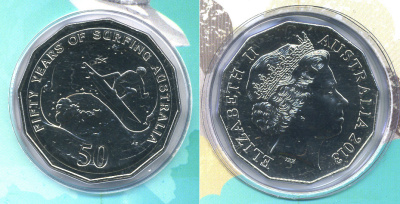 FIFTY YEARS OF SURFING AUSTRALIA
50
ELIZABETH II AUSTRALIA 2013